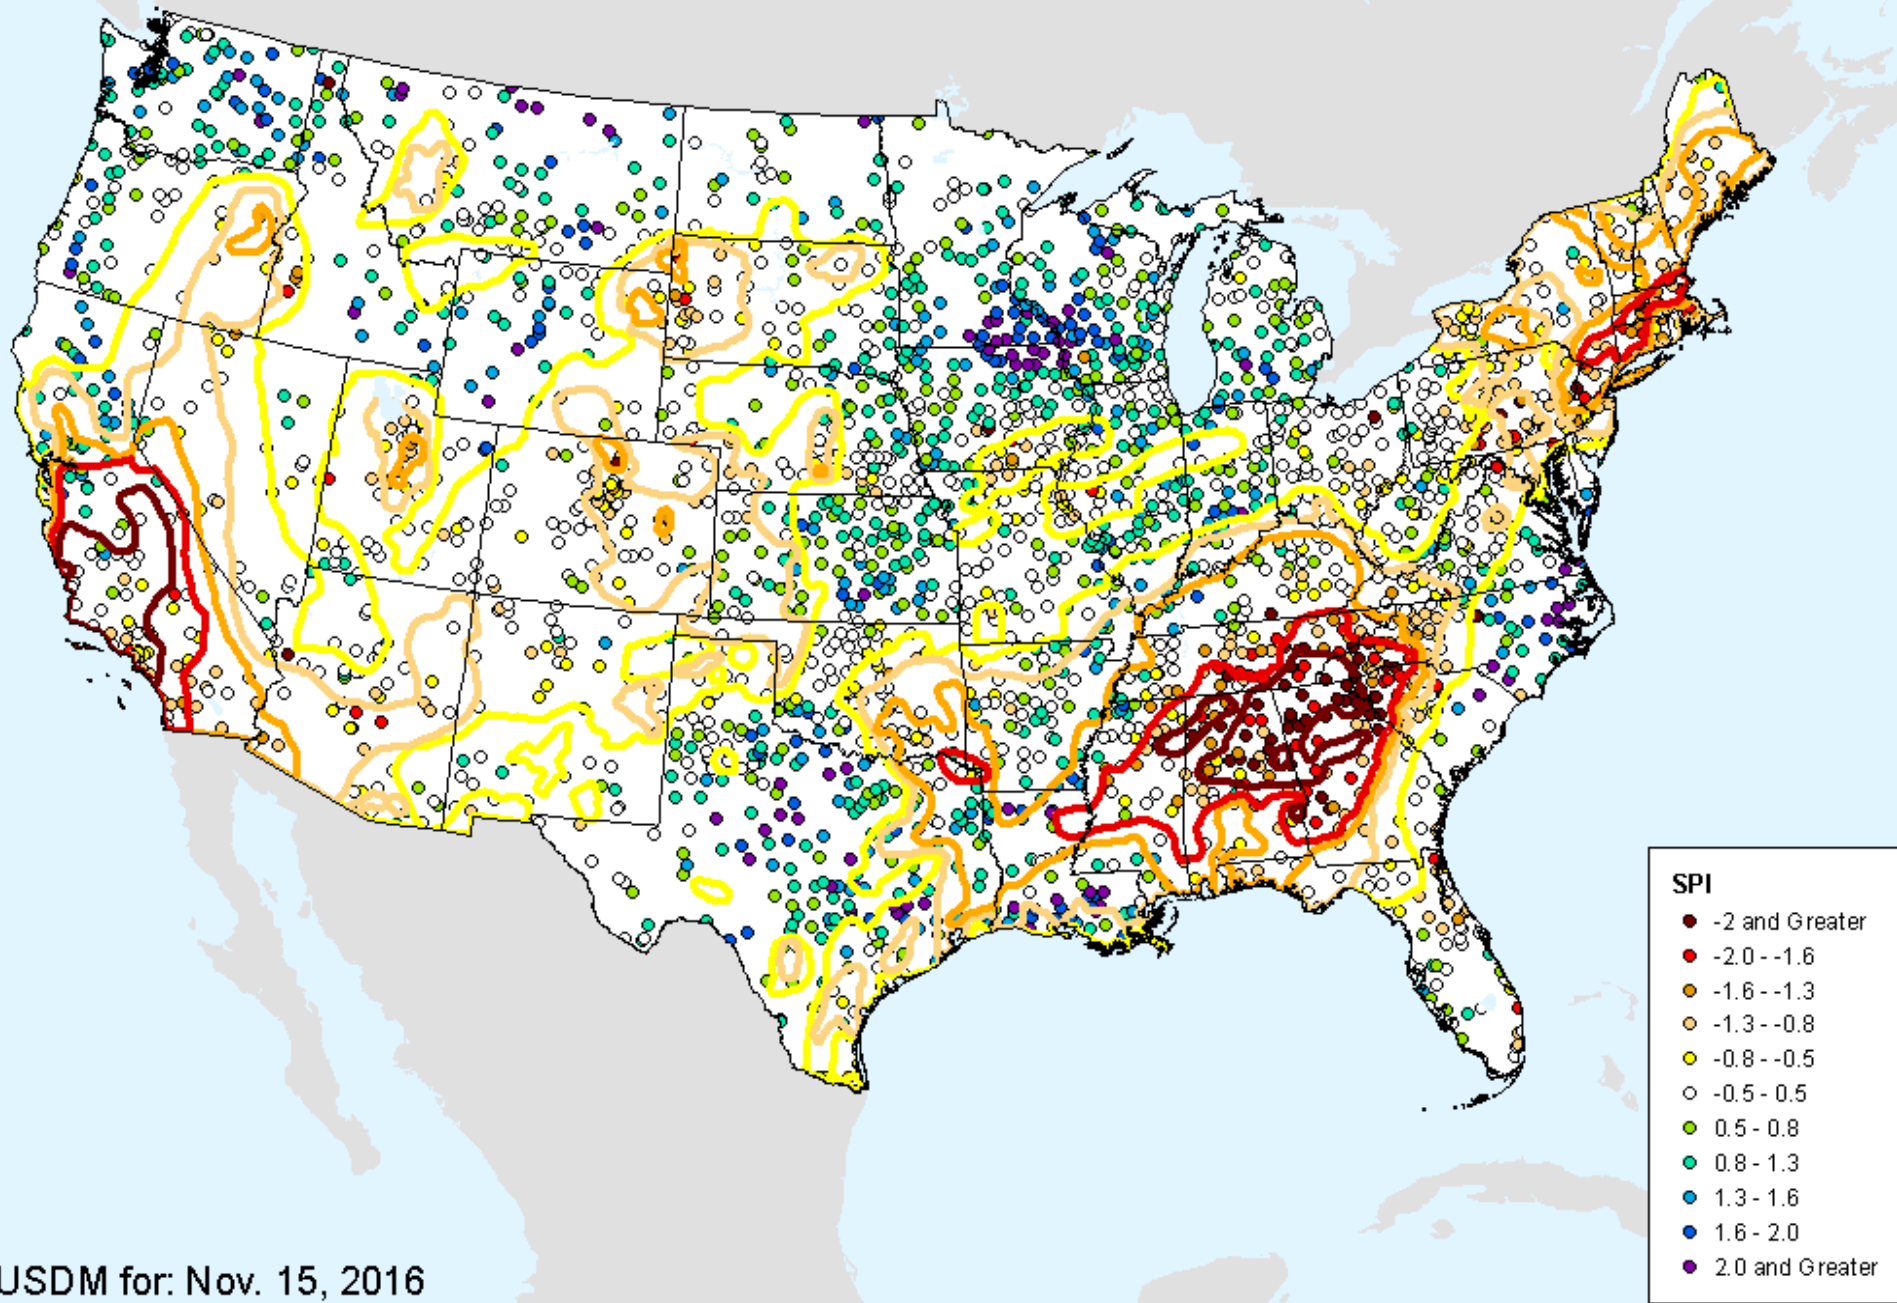 SPI
-2 and Greater
-2.0 - -1.6
-1.6 - -1.3
-1.3 - -0.8
-0.8 - -0.5
-0.5 - 0.5
0.5 - 0.8
0.8 - 1.3
1.3 - 1.6
1.6 - 2.0
2.0 and Greater
USDM for: Nov. 15, 2016